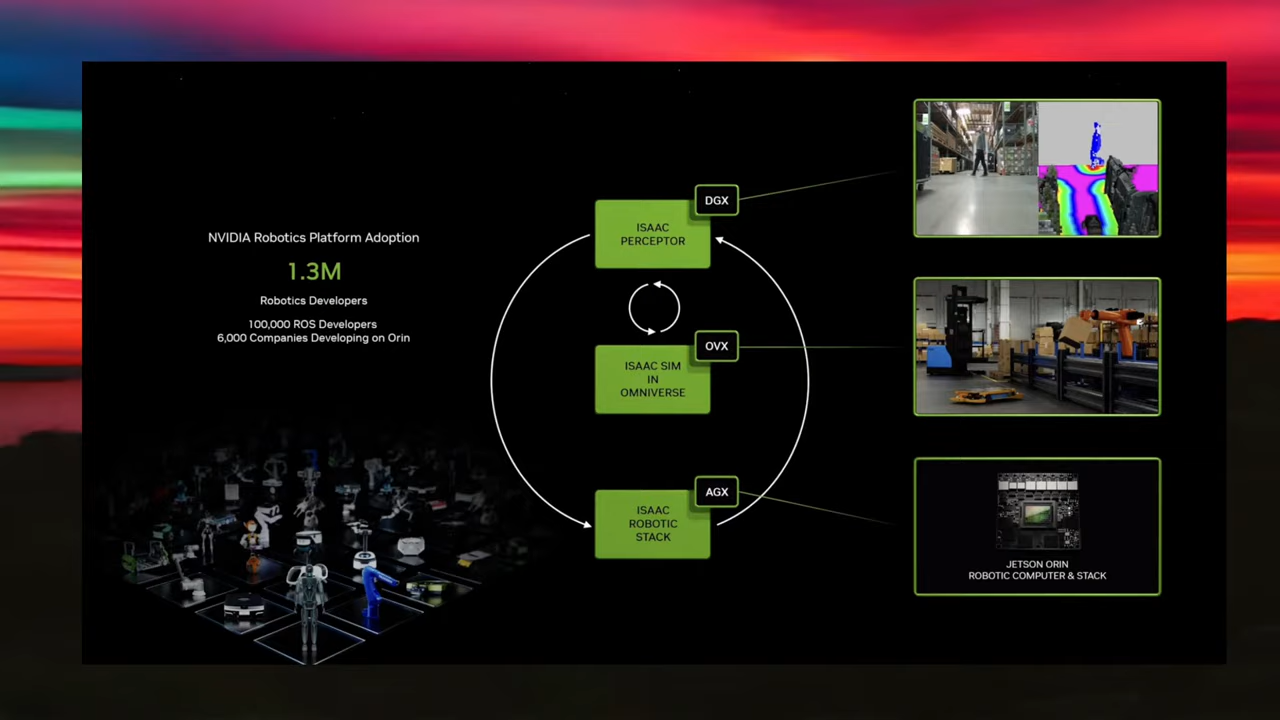 NVIDIA Robotics Platform Adoption
1.3M
Robotics Developers
100,000 ROS Developers
6,000 Companies Developing on Orin
DGX
ISAAC
PERCEPTOR
OVX
ISAAC SIM
IN
OMNIVERSE
AGX
ISAAC
ROBOTIC
STACK
JETSON ORIN
ROBOTIC COMPUTER & STACK